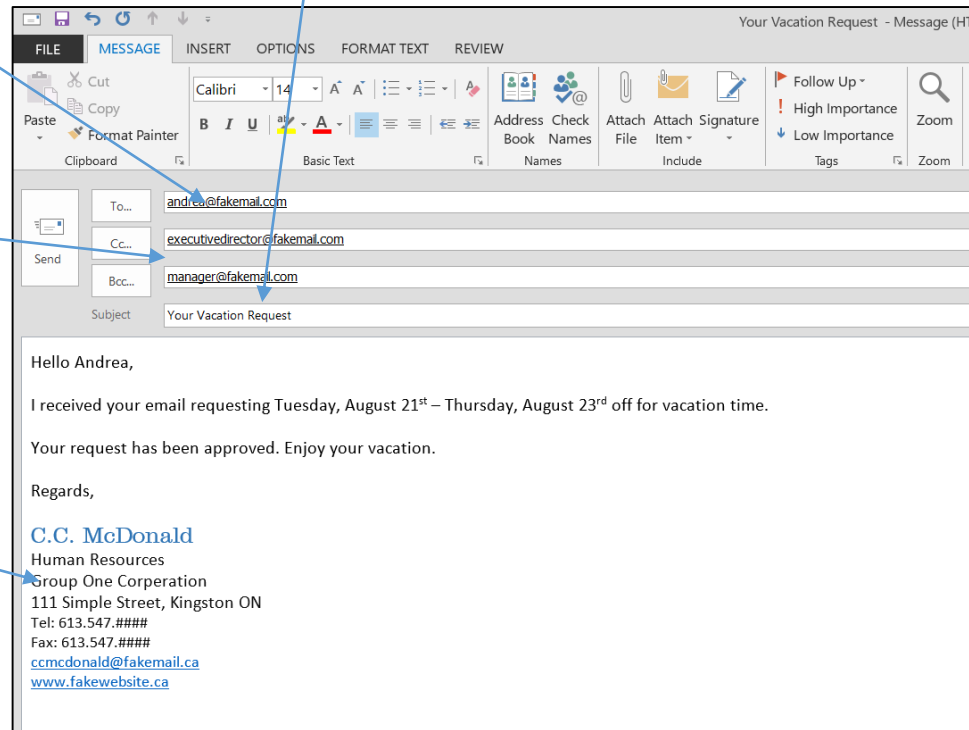 Your Vacation Request - Message (HT
FILE MESSAGE INSERT OPTIONS FORMAT TEXT REVIEW
Paste
Cut
Copy
Format Painter
Clipboard
Calibri 14
B I U
Basic Text
Address Book
Check Names
Names
Attach File
Attach Item
Signature
Include
Follow Up
High Importance
Low Importance
Tags
Zoom
Zoom
Send
To... andrea@fakemail.com
Cc... executivedirector@fakemail.com
Bcc... manager@fakemail.com
Subject Your Vacation Request
Hello Andrea,
I received your email requesting Tuesday, August 21st – Thursday, August 23rd off for vacation time.
Your request has been approved. Enjoy your vacation.
Regards,
C.C. McDonald
Human Resources
Group One Corperation
111 Simple Street, Kingston ON
Tel: 613.547.####
Fax: 613.547.####
ccmcdonald@fakemail.ca
www.fakewebsite.ca